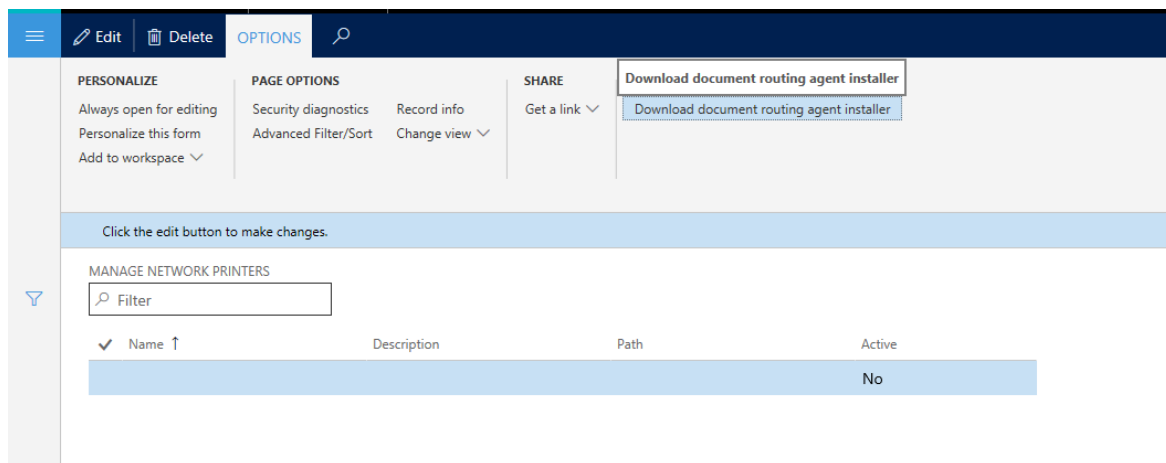 Edit Delete OPTIONS
PERSONALIZE
Always open for editing
Personalize this form
Add to workspace
PAGE OPTIONS
Security diagnostics Record info
Advanced Filter/Sort Change view
SHARE
Get a link
Download document routing agent installer
Download document routing agent installer
Click the edit button to make changes.
MANAGE NETWORK PRINTERS
Filter
Name ↑ Description Path Active
No